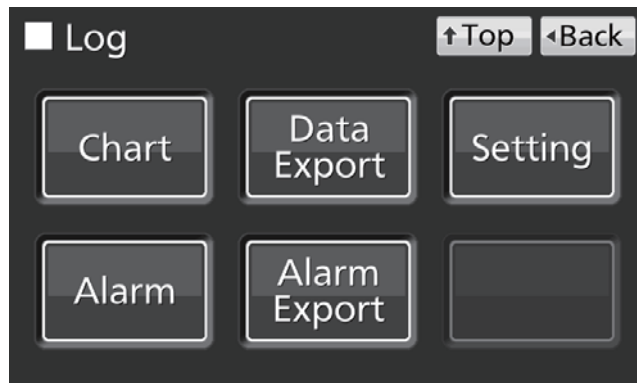 Log
↑Top
◂Back
Chart
Data
Export
Setting
Alarm
Alarm
Export